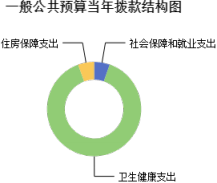 一般公共预算当年拨款结构图
住房保障支出
社会保障和就业支出
卫生健康支出